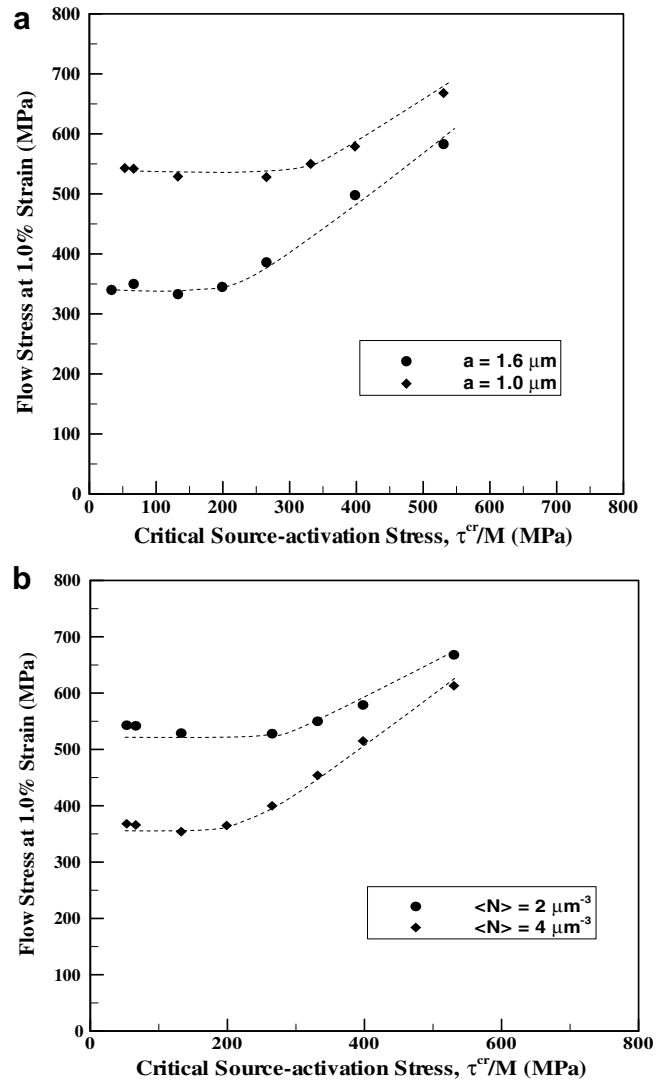 a
800
700
600
500
400
300
200
100
0
Flow Stress at 1.0% Strain (MPa)
a = 1.6 μm
a = 1.0 μm
0 100 200 300 400 500 600 700 800
Critical Source-activation Stress, τcr/M (MPa)
b
800
700
600
500
400
300
200
100
0
Flow Stress at 1.0% Strain (MPa)
<N> = 2 μm-3
<N> = 4 μm-3
0 200 400 600 800
Critical Source-activation Stress, τcr/M (MPa)